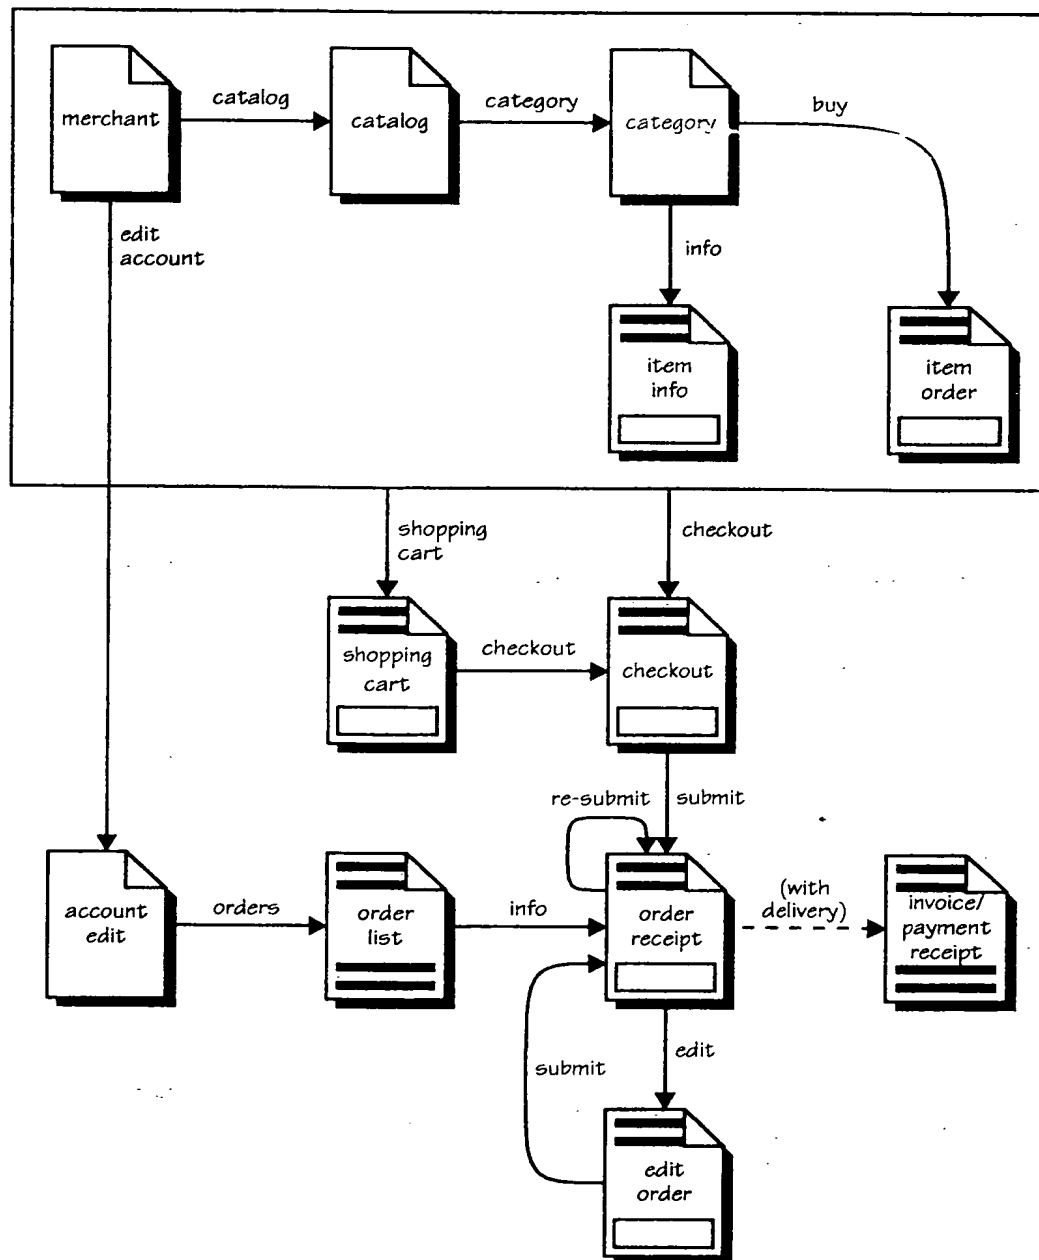 merchant
catalog
catalog
category
category
buy
edit
account
info
item
info
item
order
shopping
cart
checkout
shopping
cart
checkout
checkout
re-submit
submit
account
edit
orders
order
list
info
order
receipt
(with
delivery)
invoice/
payment
receipt
submit
edit
edit
order